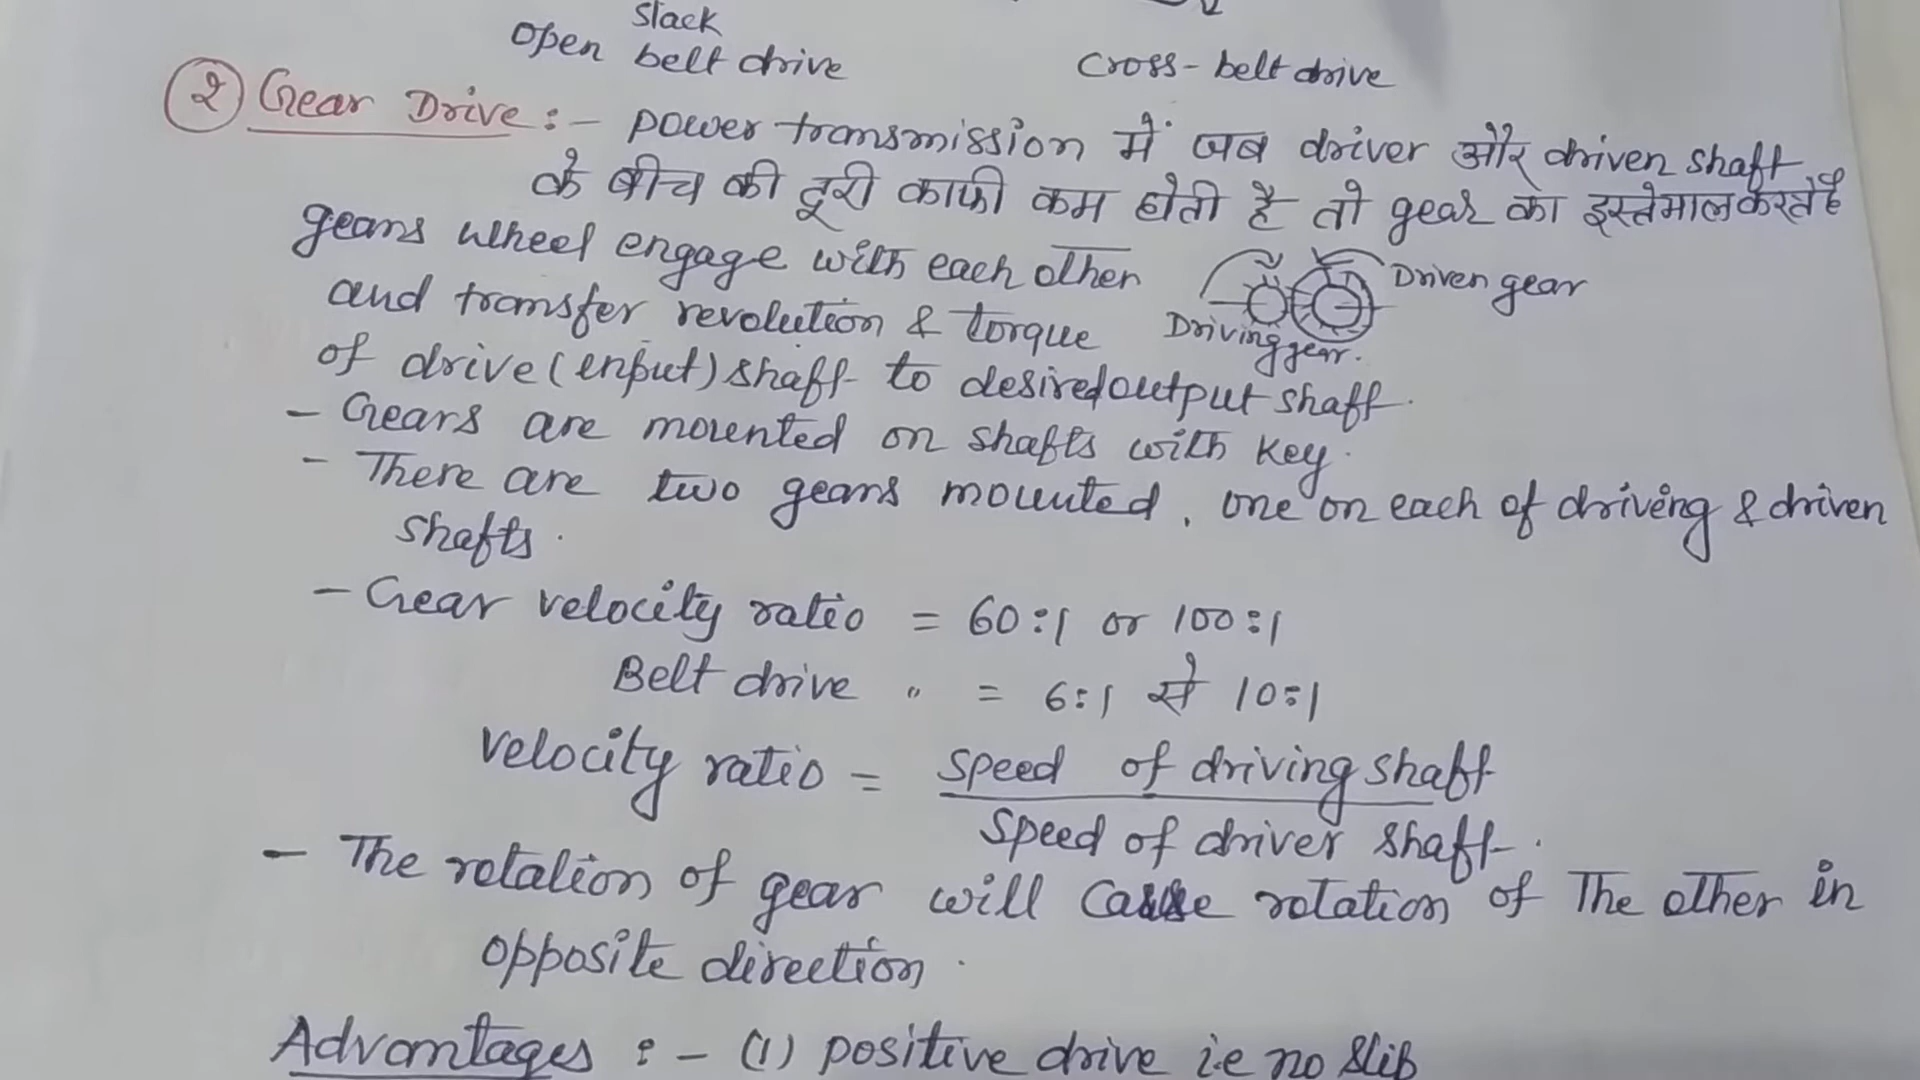 Slack
Open belt drive
Cross-belt drive
② Gear Drive :- power transmission में जब driver और driven shaft
के बीच की दूरी काफी कम होती है तो gear का इस्तेमाल करते है
gears wheel engage with each other
Driven gear
and transfer revolution & torque
Driving gear.
of drive (input) shaft to desired output shaft.
- Gears are mounted on shafts with key.
- There are two gears mounted, one on each of driving & driven
shafts.
- Gear velocity ratio = 60:1 or 100:1
Belt drive " = 6:1 से 10:1
Velocity ratio = Speed of driving shaft
Speed of driver shaft.
- The rotation of gear will cause rotation of The other in
opposite direction.
Advantages :- (1) positive drive i.e no slip